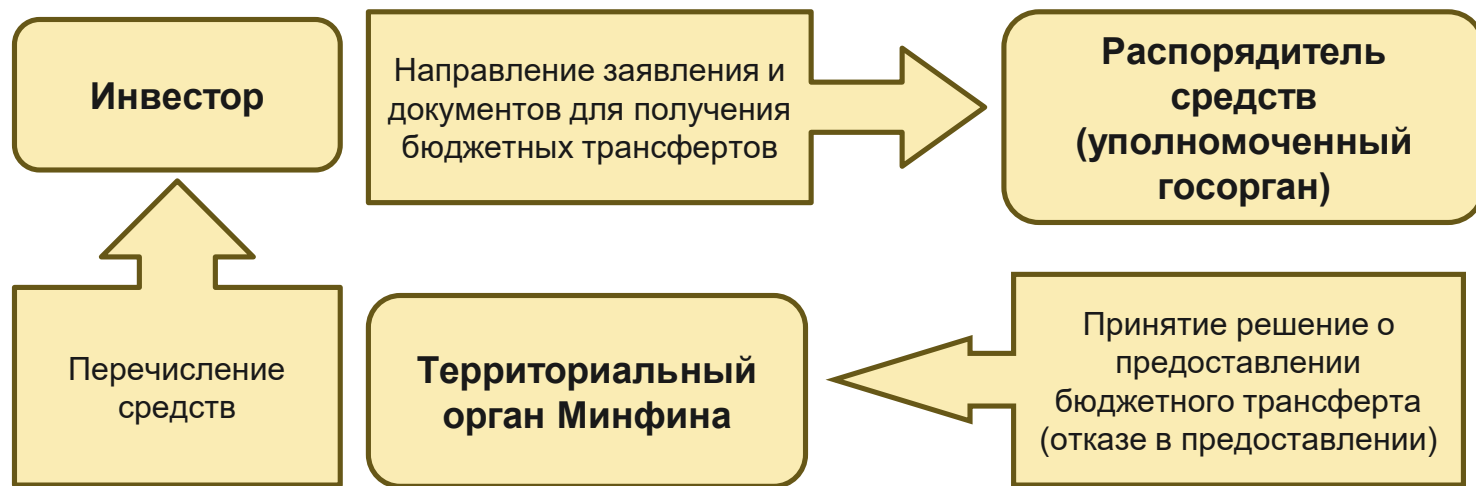 Инвестор
Направление заявления и
документов для получения
бюджетных трансфертов
Распорядитель
средств
(уполномоченный
госорган)
Перечисление
средств
Территориальный
орган Минфина
Принятие решение о
предоставлении
бюджетного трансферта
(отказе в предоставлении)